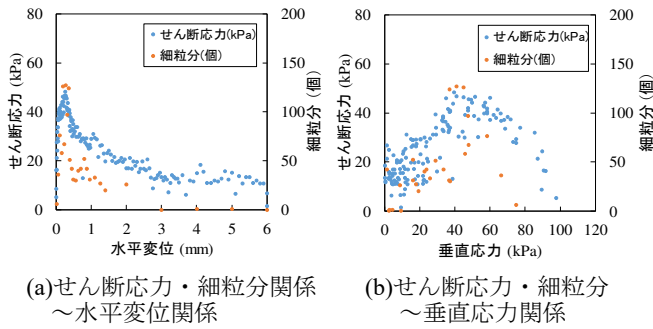 80
60
40
20
0
せん断応力 (kPa)
せん断応力(kPa)
細粒分(個)
200
150
100
50
0
細粒分 (個)
0 1 2 3 4 5 6
水平変位 (mm)
(a)せん断応力・細粒分関係
～水平変位関係
80
60
40
20
0
せん断応力 (kPa)
せん断応力(kPa)
細粒分(個)
200
150
100
50
0
細粒分 (個)
0 20 40 60 80 100 120
垂直応力 (kPa)
(b)せん断応力・細粒分
～垂直応力関係